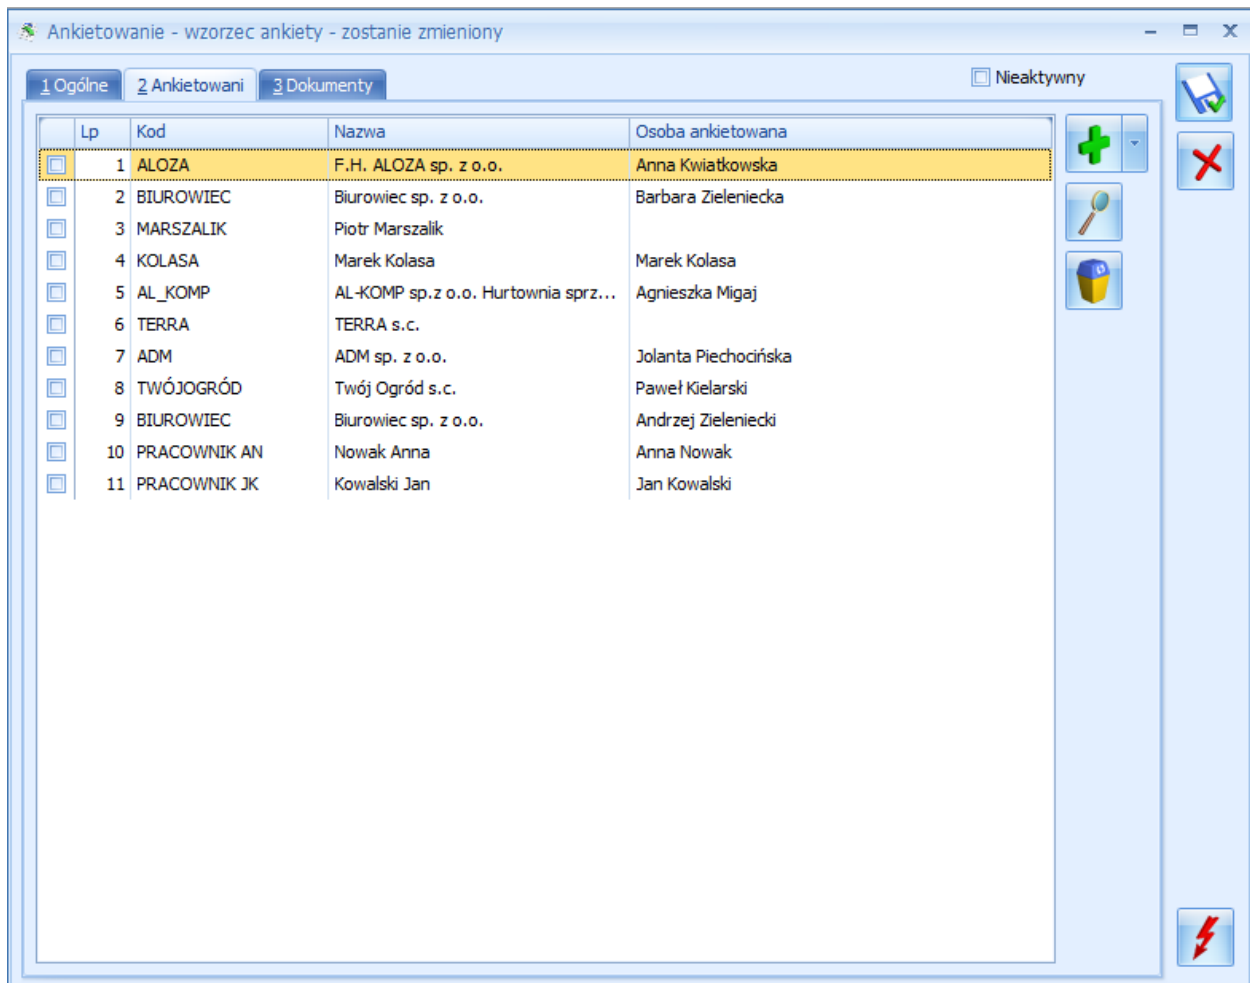 Ankietowanie - wzorzec ankiety - zostanie zmieniony
1 Ogólne 2 Ankietowani 3 Dokumenty Nieaktywny
Lp Kod Nazwa Osoba ankietowana
1 ALOZA F.H. ALOZA sp. z o.o. Anna Kwiatkowska
2 BIUROWIEC Biurowiec sp. z o.o. Barbara Zieleniecka
3 MARSZALIK Piotr Marszalik
4 KOLASA Marek Kolasa Marek Kolasa
5 AL_KOMP AL-KOMP sp.z o.o. Hurtownia sprz... Agnieszka Migaj
6 TERRA TERRA s.c.
7 ADM ADM sp. z o.o. Jolanta Piechocińska
8 TWÓJOGRÓD Twój Ogród s.c. Paweł Kielarski
9 BIUROWIEC Biurowiec sp. z o.o. Andrzej Zieleniecki
10 PRACOWNIK AN Nowak Anna Anna Nowak
11 PRACOWNIK JK Kowalski Jan Jan Kowalski